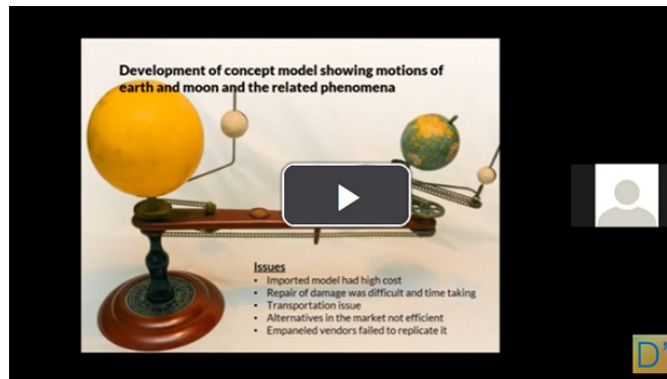 Development of concept model showing motions of
earth and moon and the related phenomena
Issues
• Imported model had high cost
• Repair of damage was difficult and time taking
• Transportation issue
• Alternatives in the market not efficient
• Empaneled vendors failed to replicate it
D'